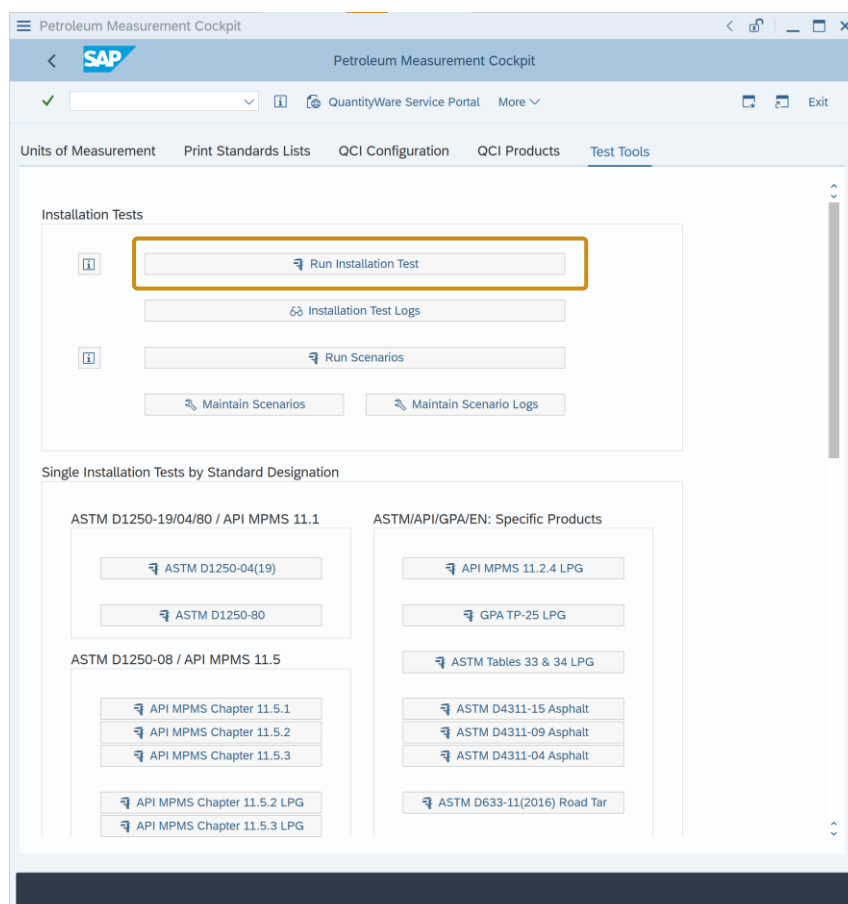 Petroleum Measurement Cockpit
SAP
Petroleum Measurement Cockpit
QuantityWare Service Portal More Exit
Units of Measurement Print Standards Lists QCI Configuration QCI Products Test Tools
Installation Tests
Run Installation Test
Installation Test Logs
Run Scenarios
Maintain Scenarios Maintain Scenario Logs
Single Installation Tests by Standard Designation
ASTM D1250-19/04/80 / API MPMS 11.1
ASTM D1250-04(19)
ASTM D1250-80
ASTM D1250-08 / API MPMS 11.5
API MPMS Chapter 11.5.1
API MPMS Chapter 11.5.2
API MPMS Chapter 11.5.3
API MPMS Chapter 11.5.2 LPG
API MPMS Chapter 11.5.3 LPG
ASTM/API/GPA/EN: Specific Products
API MPMS 11.2.4 LPG
GPA TP-25 LPG
ASTM Tables 33 & 34 LPG
ASTM D4311-15 Asphalt
ASTM D4311-09 Asphalt
ASTM D4311-04 Asphalt
ASTM D633-11(2016) Road Tar